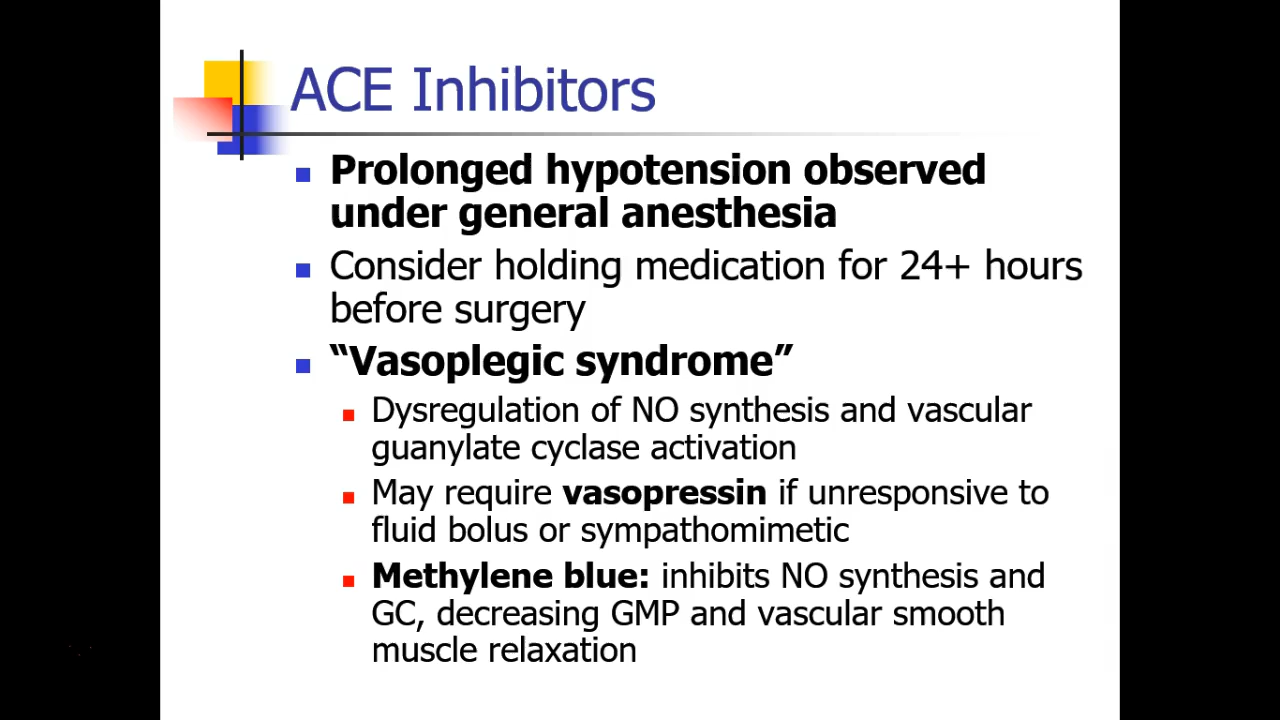 ACE Inhibitors
Prolonged hypotension observed
under general anesthesia
Consider holding medication for 24+ hours
before surgery
“Vasoplegic syndrome”
Dysregulation of NO synthesis and vascular
guanylate cyclase activation
May require vasopressin if unresponsive to
fluid bolus or sympathomimetic
Methylene blue: inhibits NO synthesis and
GC, decreasing GMP and vascular smooth
muscle relaxation